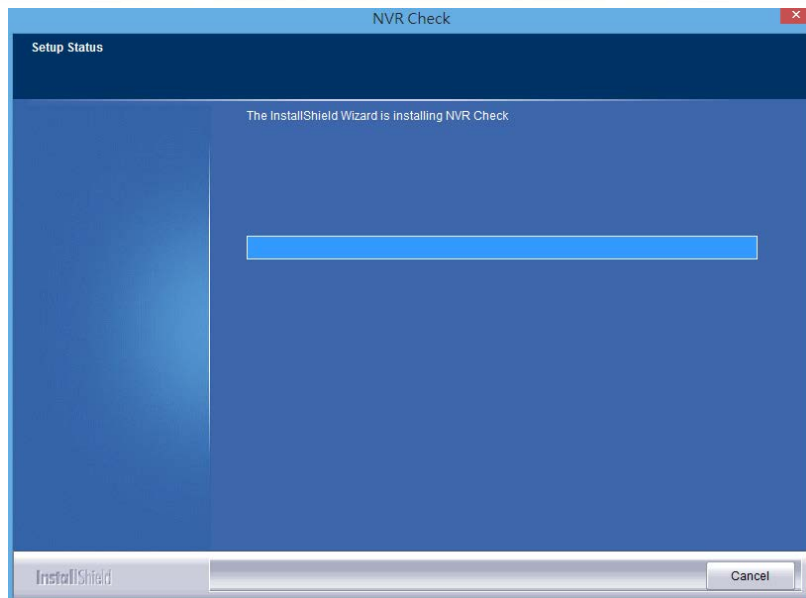 NVR Check
Setup Status
The InstallShield Wizard is installing NVR Check
InstallShield
Cancel